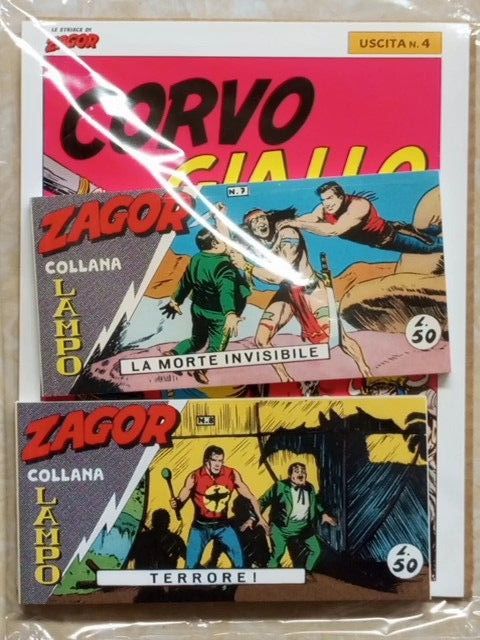 LE STRISCE DI
ZAGOR
USCITA N. 4
CORVO
GIALLO
N. 7
ZAGOR
COLLANA
LAMPO
L. 50
LA MORTE INVISIBILE
N. 8
ZAGOR
COLLANA
LAMPO
L. 50
TERRORE!